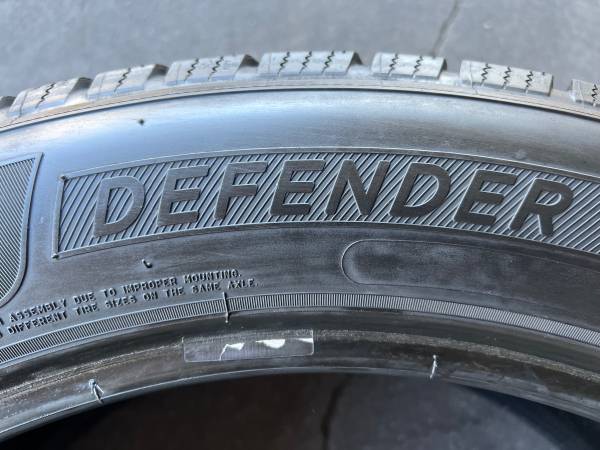 DEFENDER
ASSEMBLY DUE TO IMPROPER MOUNTING.
DIFFERENT TIRE SIZES ON THE SAME AXLE.